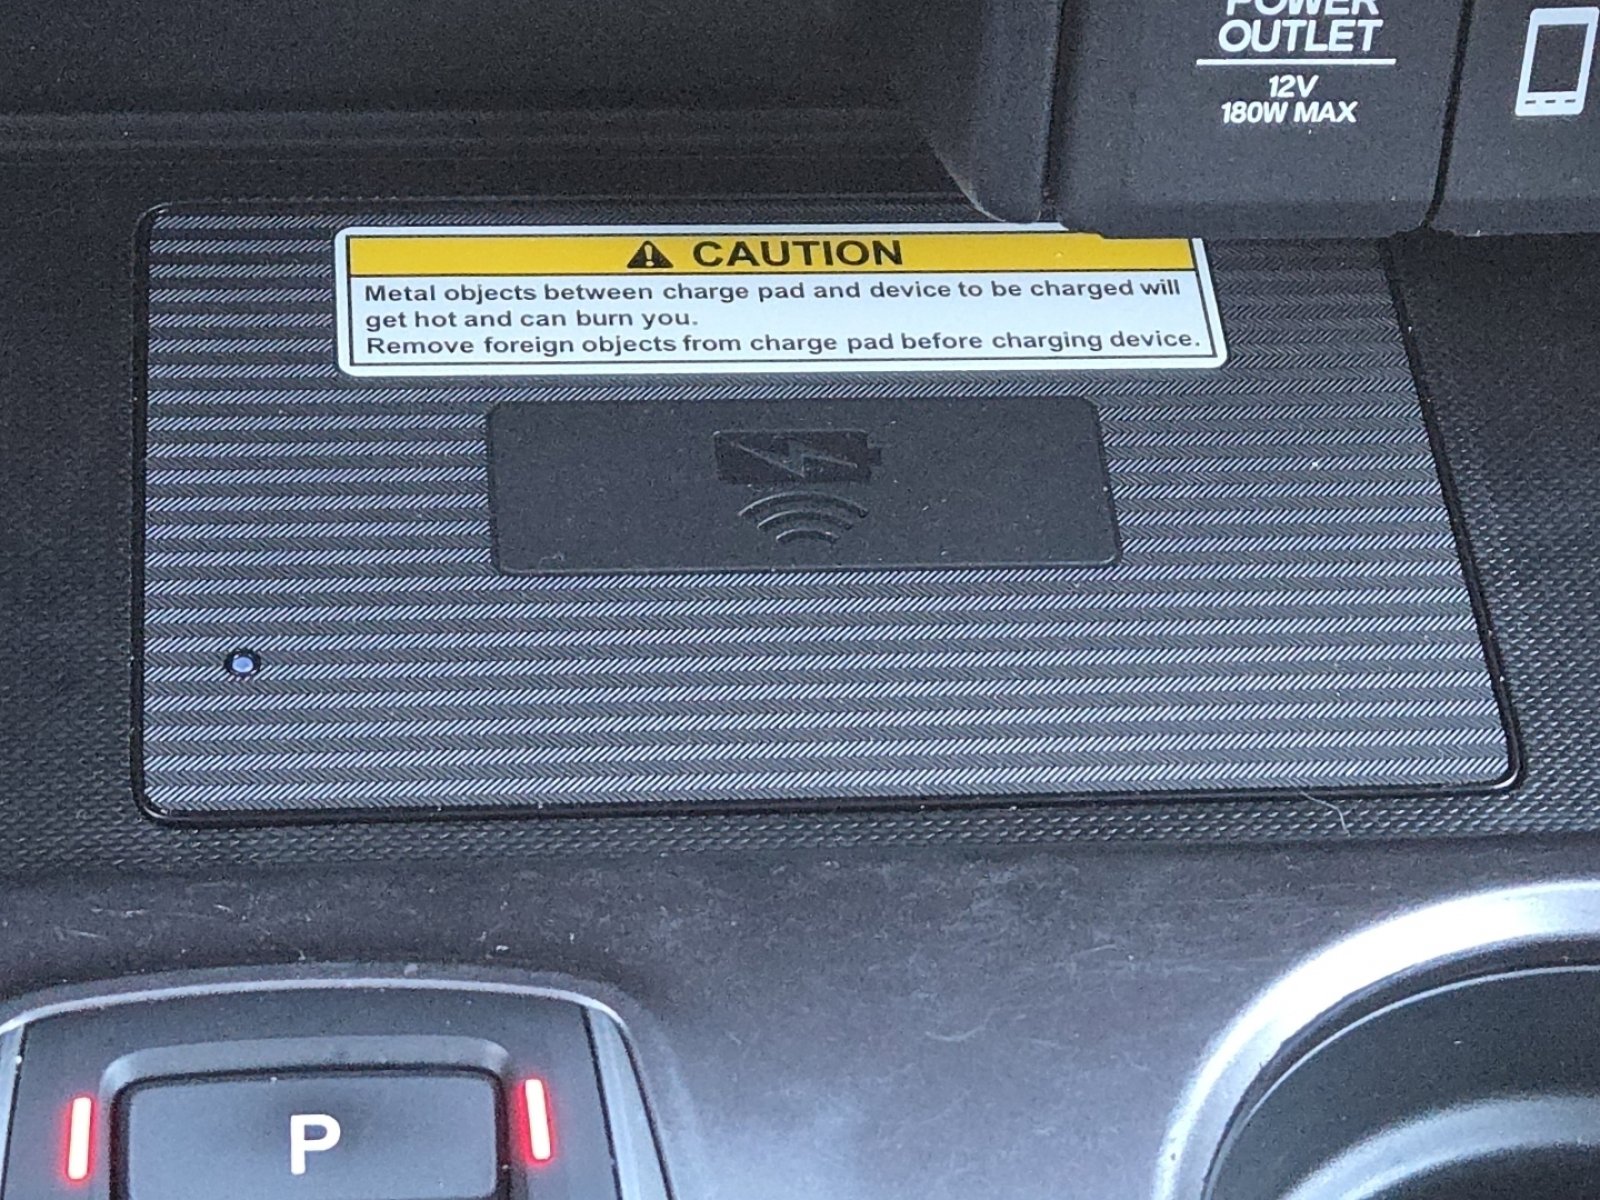 POWER
OUTLET
12V
180W MAX
CAUTION
Metal objects between charge pad and device to be charged will
get hot and can burn you.
Remove foreign objects from charge pad before charging device.
P